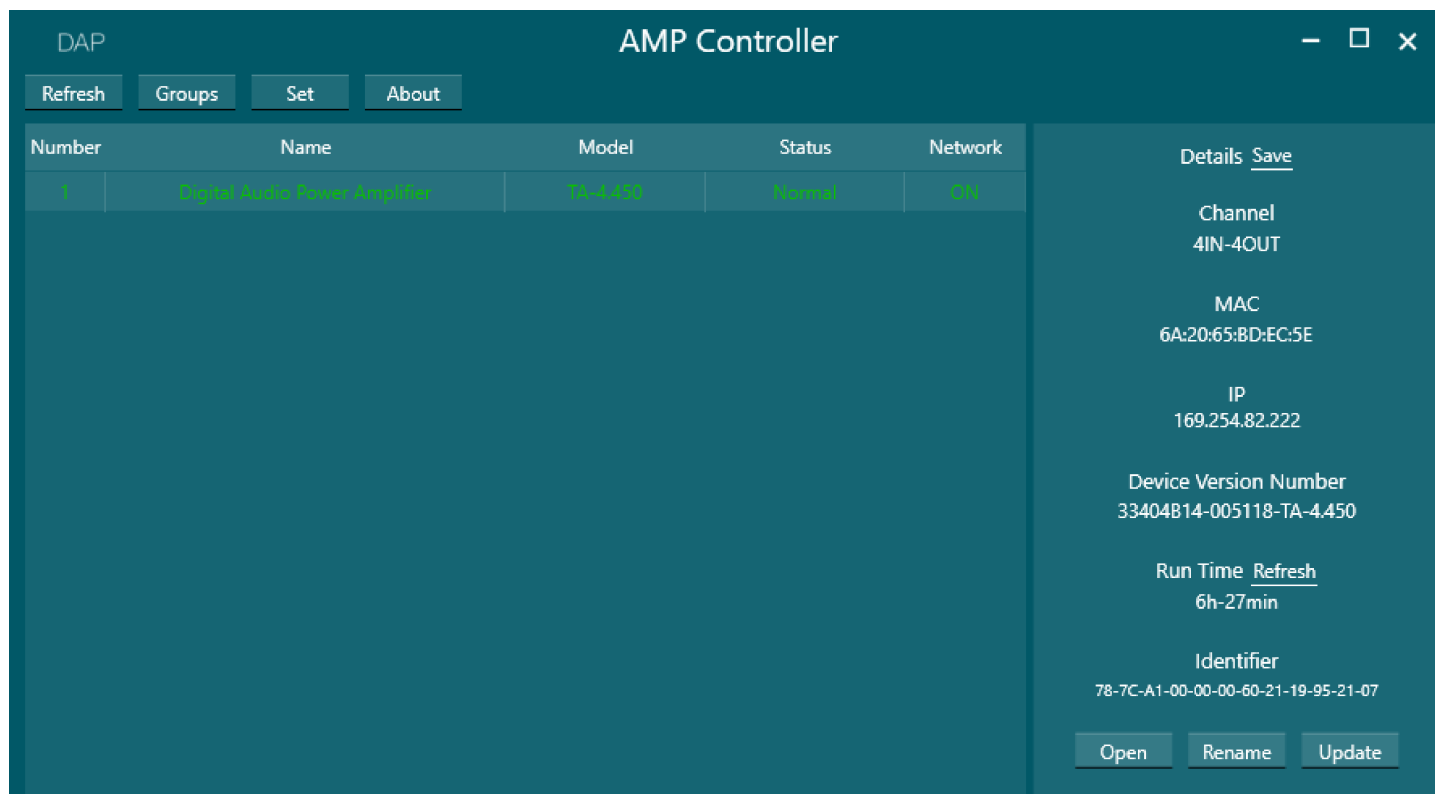 DAP AMP Controller
Refresh Groups Set About
Number Name Model Status Network
1 Digital Audio Power Amplifier TA-4.450 Normal ON
Details Save
Channel
4IN-4OUT
MAC
6A:20:65:BD:EC:5E
IP
169.254.82.222
Device Version Number
33404B14-005118-TA-4.450
Run Time Refresh
6h-27min
Identifier
78-7C-A1-00-00-00-60-21-19-95-21-07
Open Rename Update